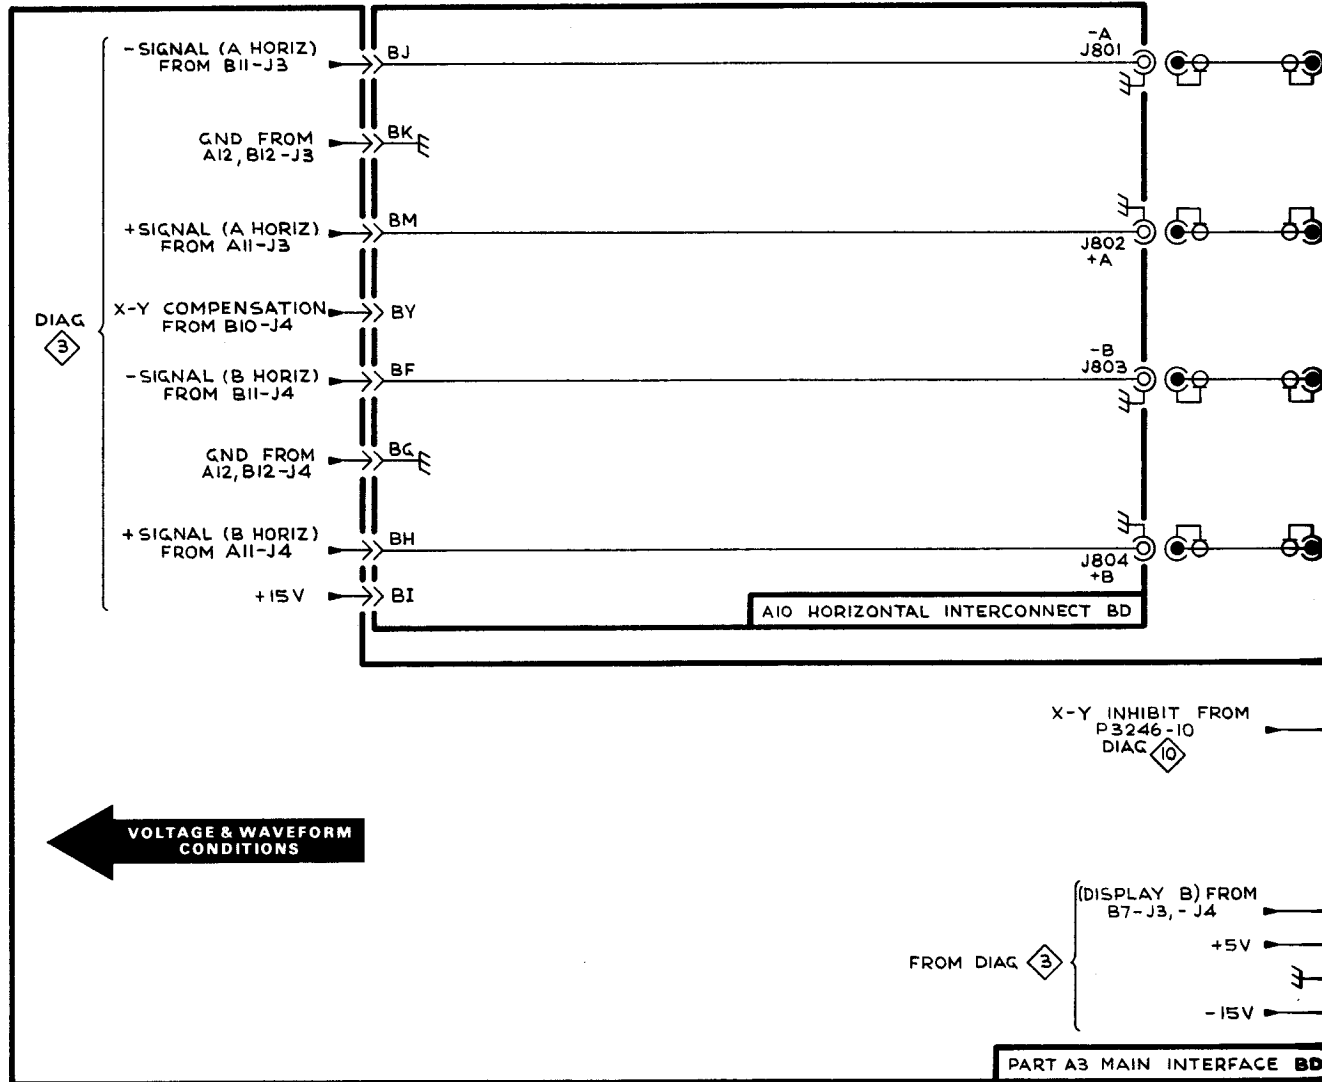 -SIGNAL (A HORIZ)
FROM B11-J3
BJ
-A
J801
GND FROM
A12, B12-J3
BK
+SIGNAL (A HORIZ)
FROM A11-J3
BM
J802
+A
X-Y COMPENSATION
FROM B10-J4
BY
DIAG
3
-SIGNAL (B HORIZ)
FROM B11-J4
BF
-B
J803
GND FROM
A12, B12-J4
BG
+SIGNAL (B HORIZ)
FROM A11-J4
BH
J804
+B
+15V
BI
A10 HORIZONTAL INTERCONNECT BD
X-Y INHIBIT FROM
P3246-10
DIAG 10
VOLTAGE & WAVEFORM
CONDITIONS
(DISPLAY B) FROM
B7-J3, -J4
+5V
FROM DIAG 3
-15V
PART A3 MAIN INTERFACE BD